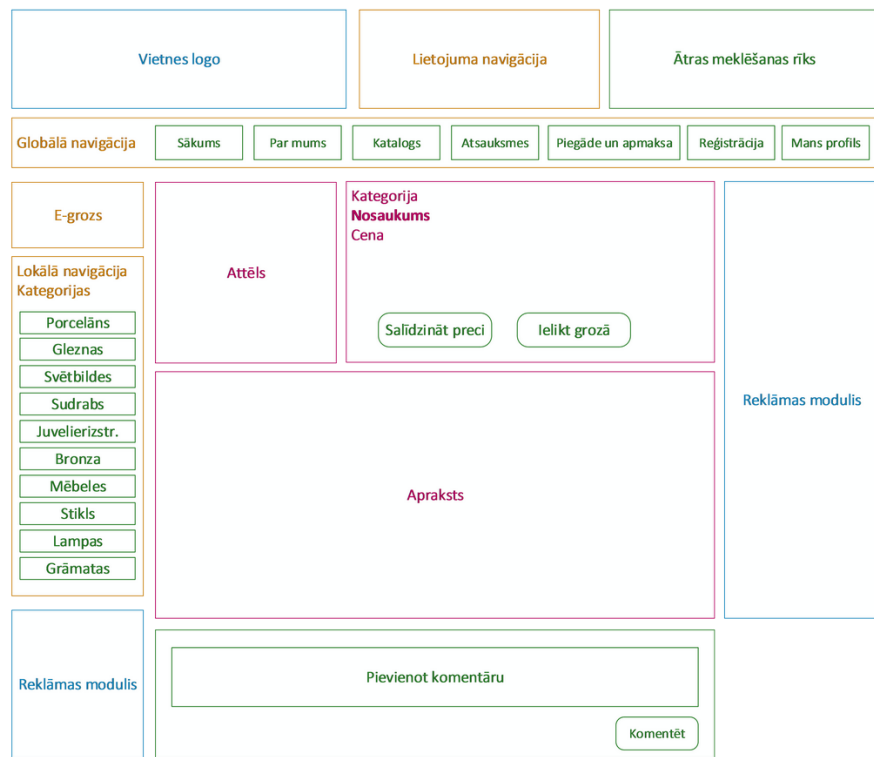 Vietnes logo
Lietojuma navigācija
Ātras meklēšanas rīks
Globālā navigācija
Sākums
Par mums
Katalogs
Atsauksmes
Piegāde un apmaksa
Reģistrācija
Mans profils
E-grozs
Lokālā navigācija
Kategorijas
Porcelāns
Gleznas
Svētbildes
Sudrabs
Juvelierizstr.
Bronza
Mēbeles
Stikls
Lampas
Grāmatas
Reklāmas modulis
Attēls
Kategorija
Nosaukums
Cena
Salīdzināt preci
Ielikt grozā
Apraksts
Pievienot komentāru
Komentēt
Reklāmas modulis